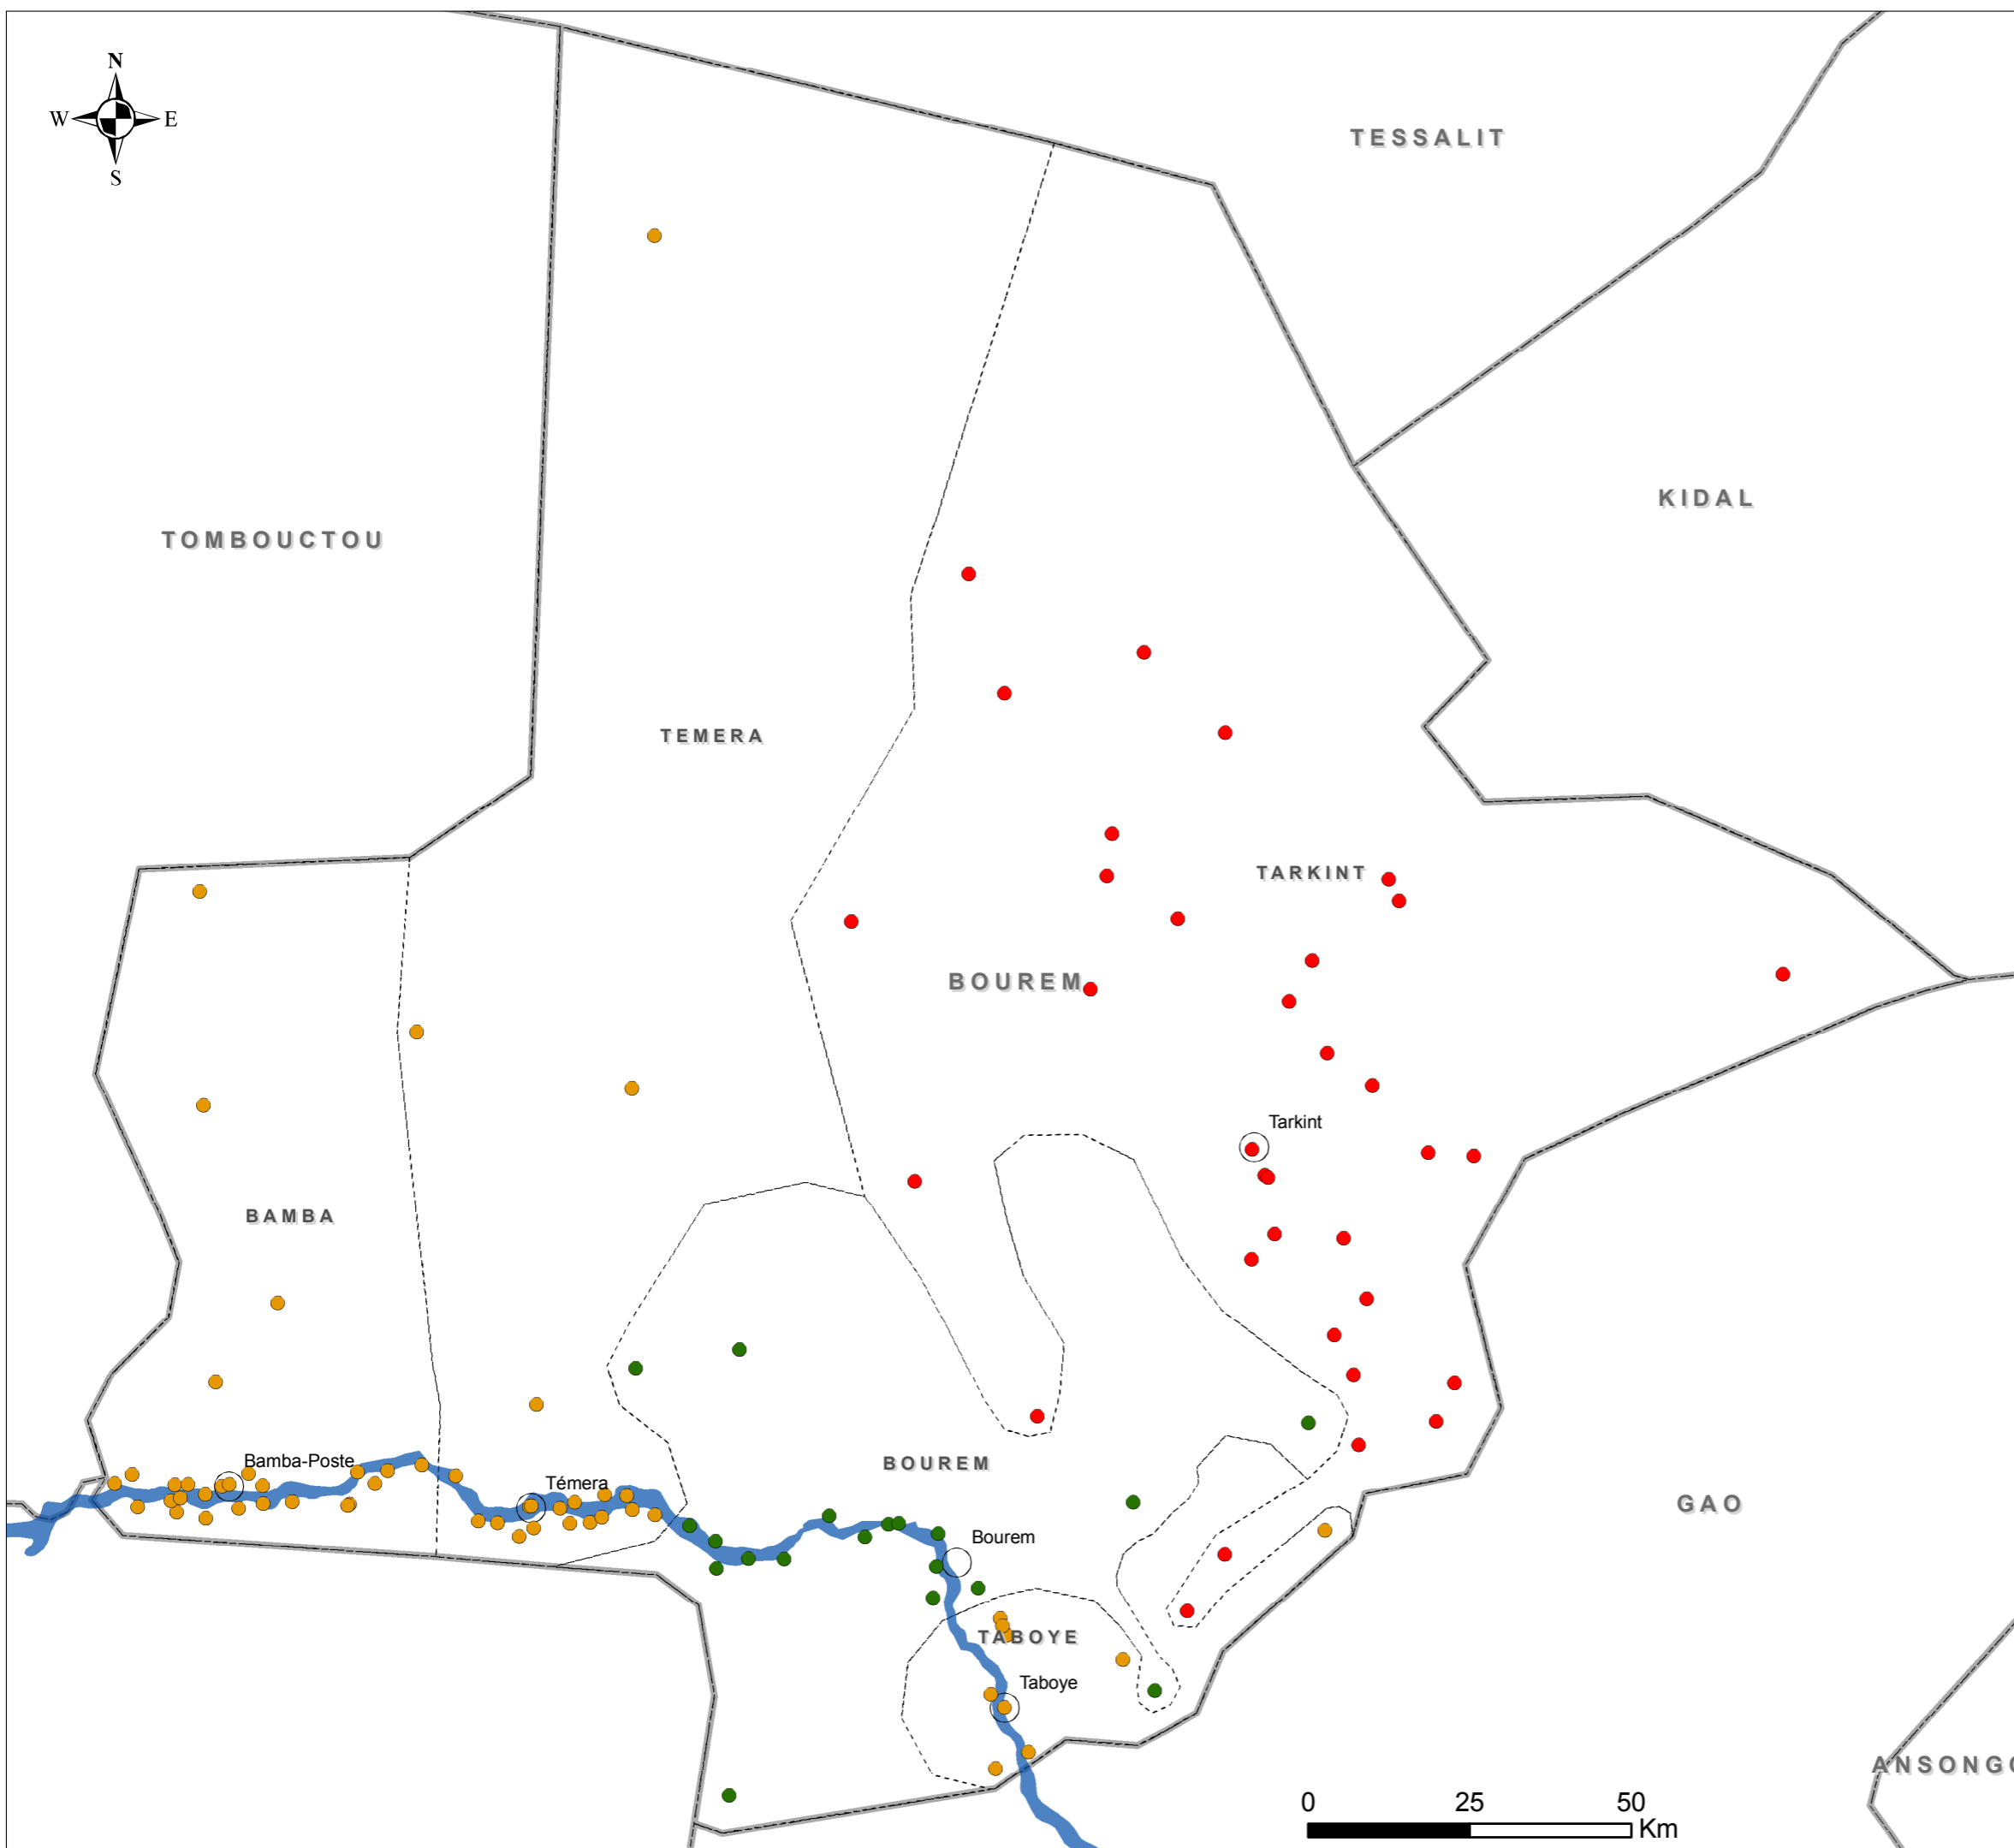 N
W E
S
TESSALIT
KIDAL
TOMBOUCTOU
TEMERA
TARKINT
BOUREM
Tarkint
BAMBA
Bamba-Poste
BOUREM
Témera
GAO
Bourem
TABOYE
Taboye
ANSONGO
0 25 50
Km